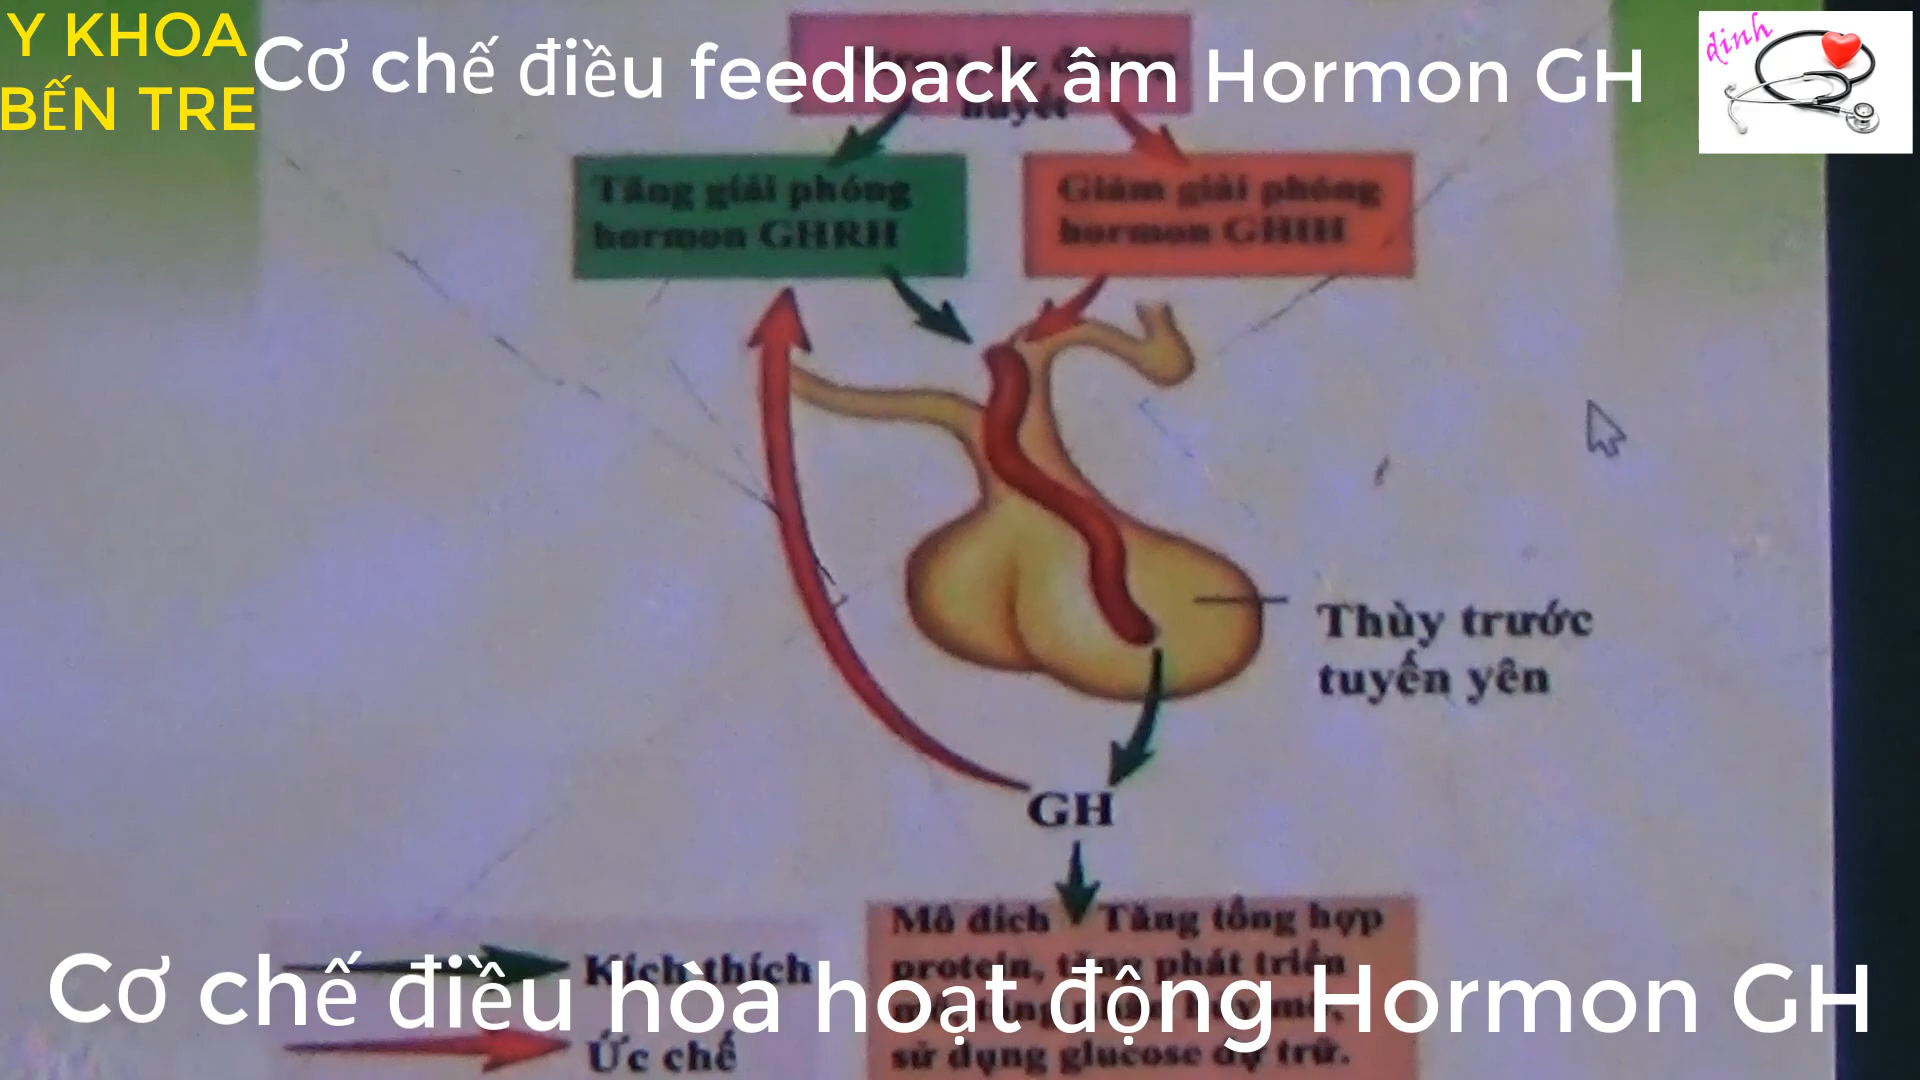 Y KHOA
BẾN TRE
Cơ chế điều feedback âm Hormon GH
dinh
huyết
Tăng giải phóng
hormon GHRH
Giảm giải phóng
hormon GHIH
Thùy trước
tuyến yên
GH
Mô đích Tăng tổng hợp
protein, tăng phát triển
Kích thích
Cơ chế điều hòa hoạt động Hormon GH
Ức chế
sử dụng glucose dự trữ.